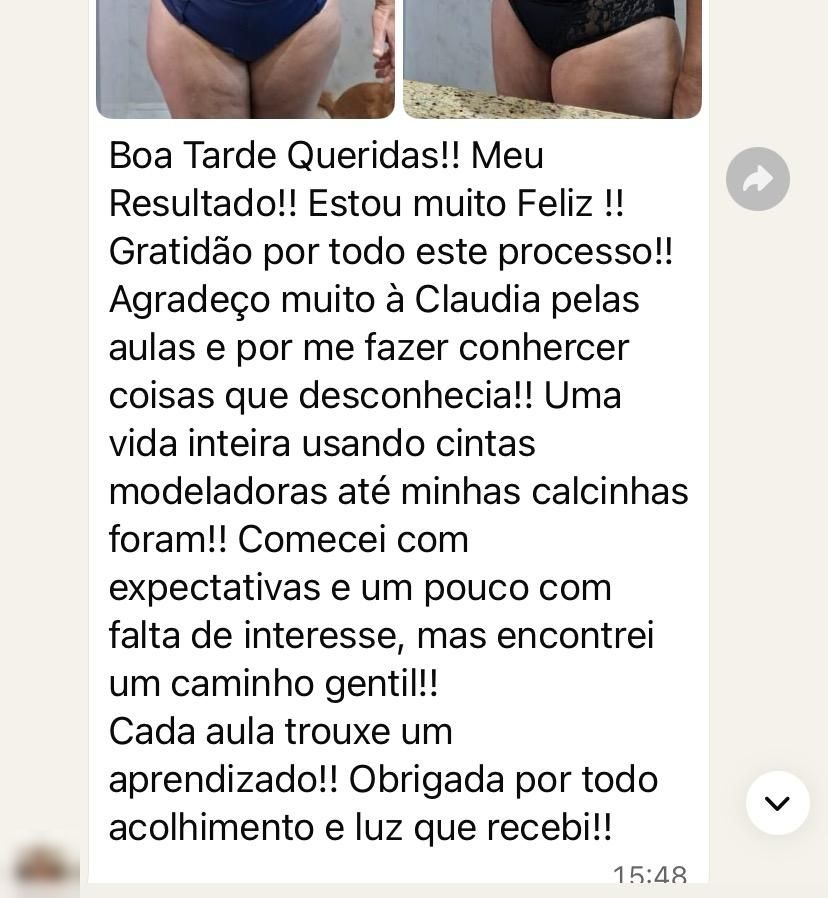 Boa Tarde Queridas!! Meu
Resultado!! Estou muito Feliz !!
Gratidão por todo este processo!!
Agradeço muito à Claudia pelas
aulas e por me fazer conhercer
coisas que desconhecia!! Uma
vida inteira usando cintas
modeladoras até minhas calcinhas
foram!! Comecei com
expectativas e um pouco com
falta de interesse, mas encontrei
um caminho gentil!!
Cada aula trouxe um
aprendizado!! Obrigada por todo
acolhimento e luz que recebi!!
15:48